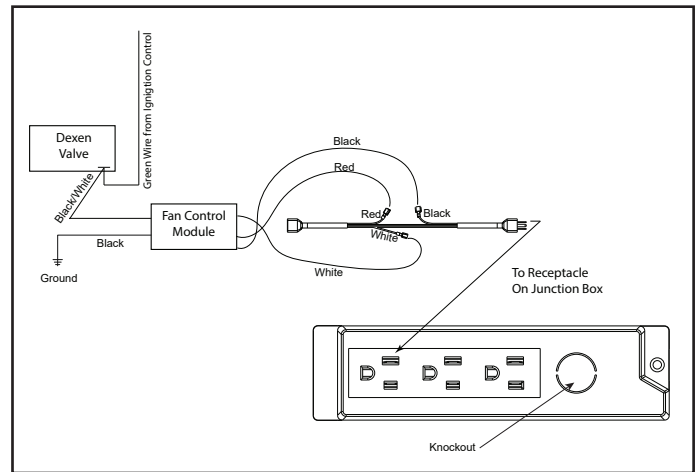 Green Wire from Ignigtion Control
Dexen
Valve
Black/White
Fan Control
Module
Black
Ground
Black
Red
Red
Black
White
White
To Receptacle
On Junction Box
Knockout